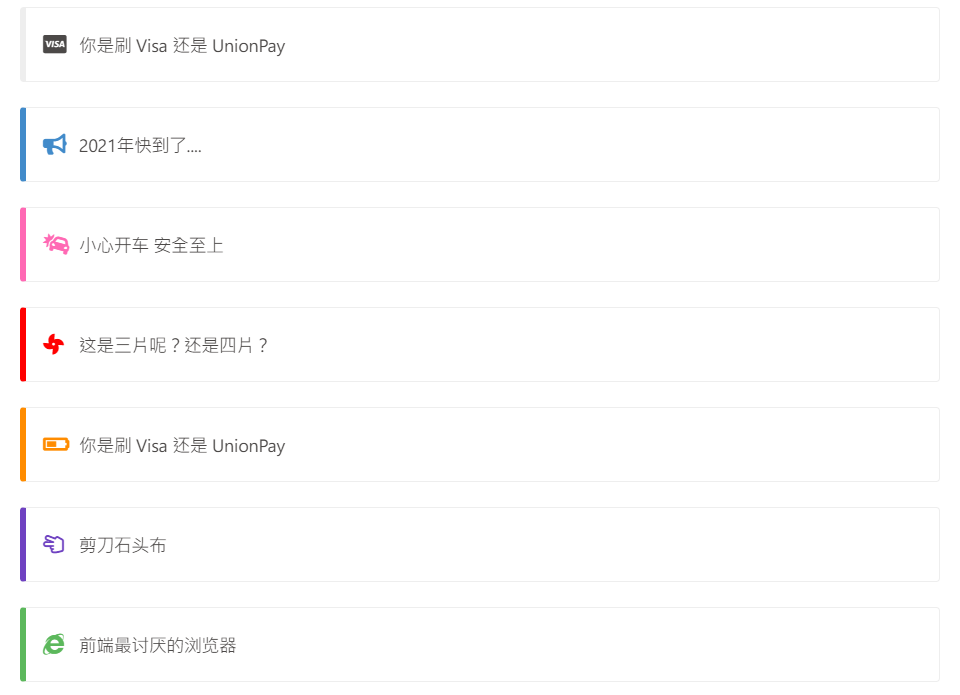 VISA 你是刷 Visa 还是 UnionPay
2021年快到了....
小心开车 安全至上
这是三片呢？还是四片？
你是刷 Visa 还是 UnionPay
剪刀石头布
前端最讨厌的浏览器